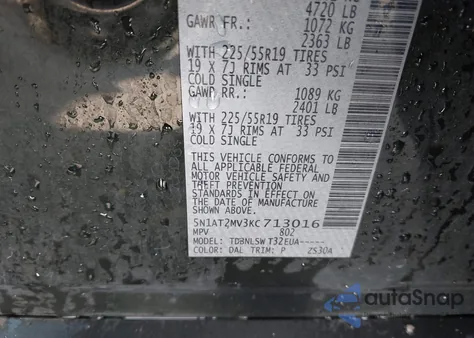 4720 LB
GAWR FR.: 1072 KG
2363 LB
WITH 225/55R19 TIRES
19 X 7J RIMS AT 33 PSI
COLD SINGLE
GAWR RR.: 1089 KG
2401 LB
WITH 225/55R19 TIRES
19 X 7J RIMS AT 33 PSI
COLD SINGLE
THIS VEHICLE CONFORMS TO
ALL APPLICABLE FEDERAL
MOTOR VEHICLE SAFETY AND
THEFT PREVENTION
STANDARDS IN EFFECT ON
THE DATE OF MANUFACTURE
SHOWN ABOVE.
5N1AT2MV3KC713016
MPV 802
MODEL: TDBNLSW T32EUA-----
COLOR: DAL TRIM: P ZS30A
autoSnap